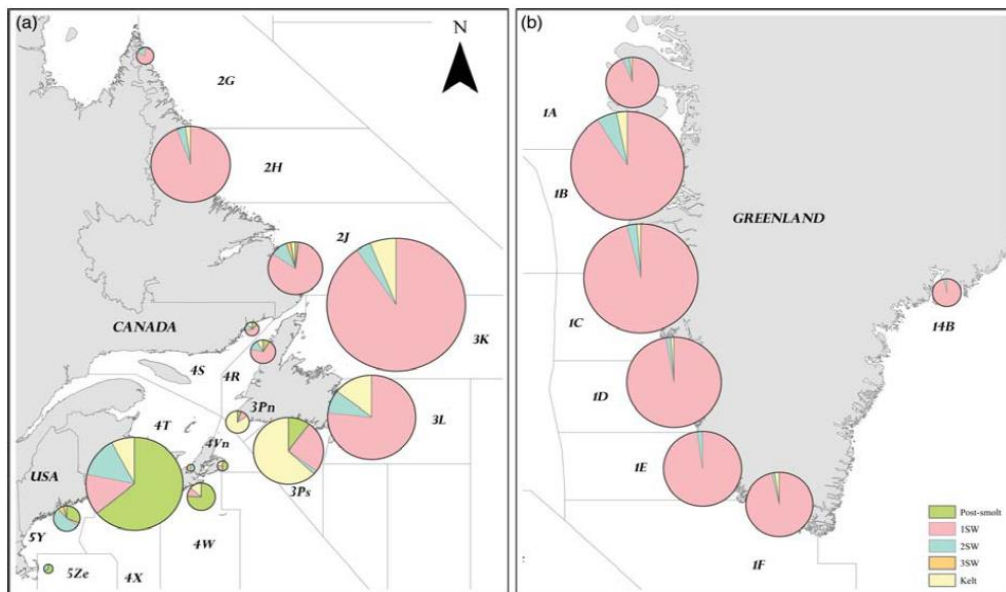 (a)
N
2G
2H
2J
CANADA
3K
4S
4R
3Pn
3L
4T
4Vn
USA
3Ps
5Y
4W
5Ze
4X
(b)
1A
1B
GREENLAND
1C
14B
1D
1E
1F
Post-smolt
1SW
2SW
3SW
Kelt